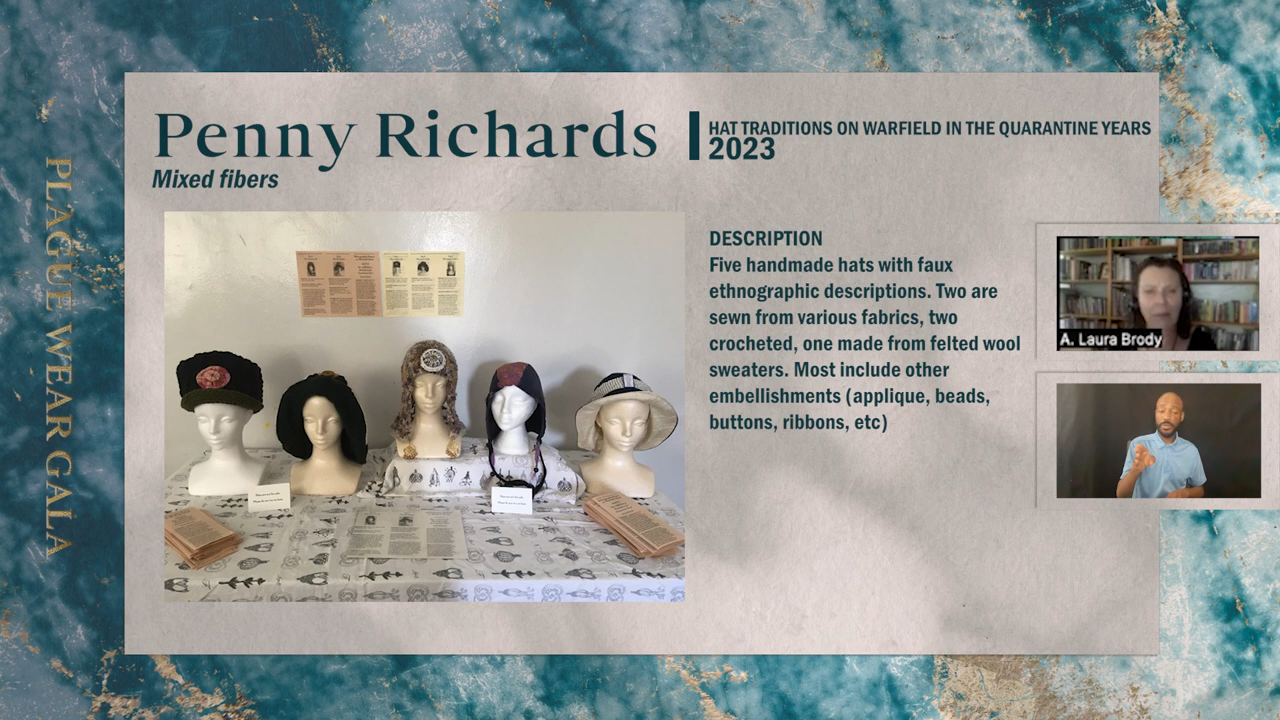 PLAGUE WEAR GALA
Penny Richards
Mixed fibers
HAT TRADITIONS ON WARFIELD IN THE QUARANTINE YEARS
2023
DESCRIPTION
Five handmade hats with faux
ethnographic descriptions. Two are
sewn from various fabrics, two
crocheted, one made from felted wool
sweaters. Most include other
embellishments (applique, beads,
buttons, ribbons, etc)
A. Laura Brody